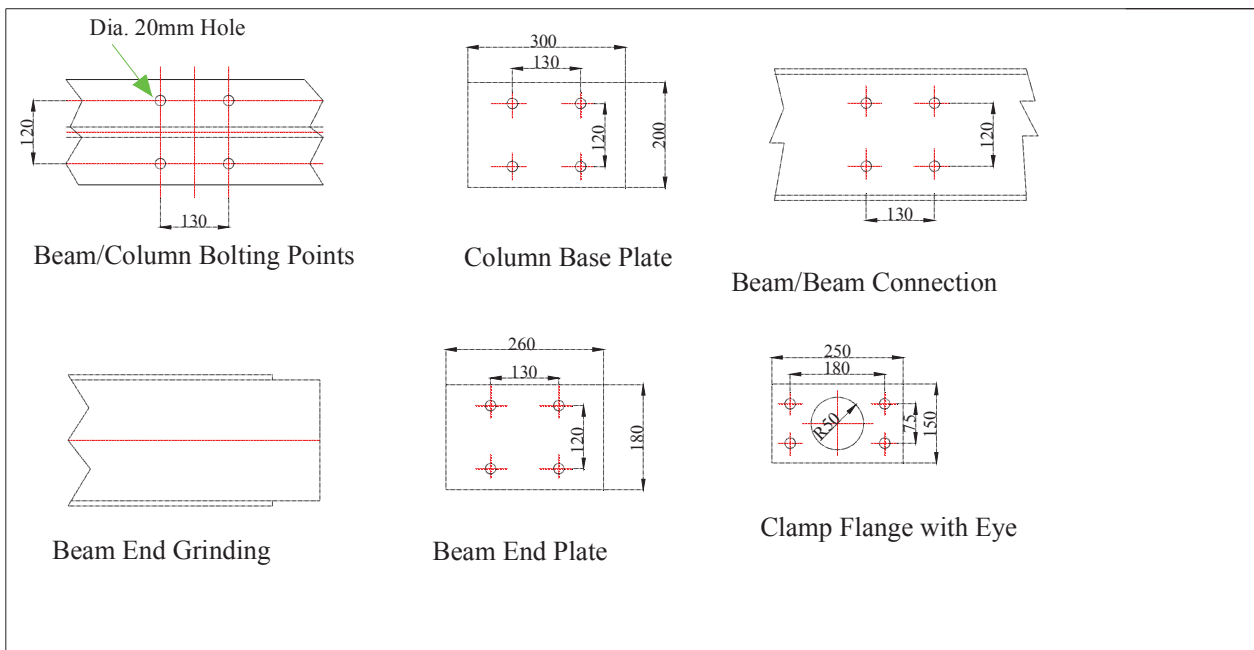 Dia. 20mm Hole
120
130
Beam/Column Bolting Points
300
130
120
200
Column Base Plate
120
130
Beam/Beam Connection
Beam End Grinding
260
130
120
180
Beam End Plate
250
180
R50
75
150
Clamp Flange with Eye